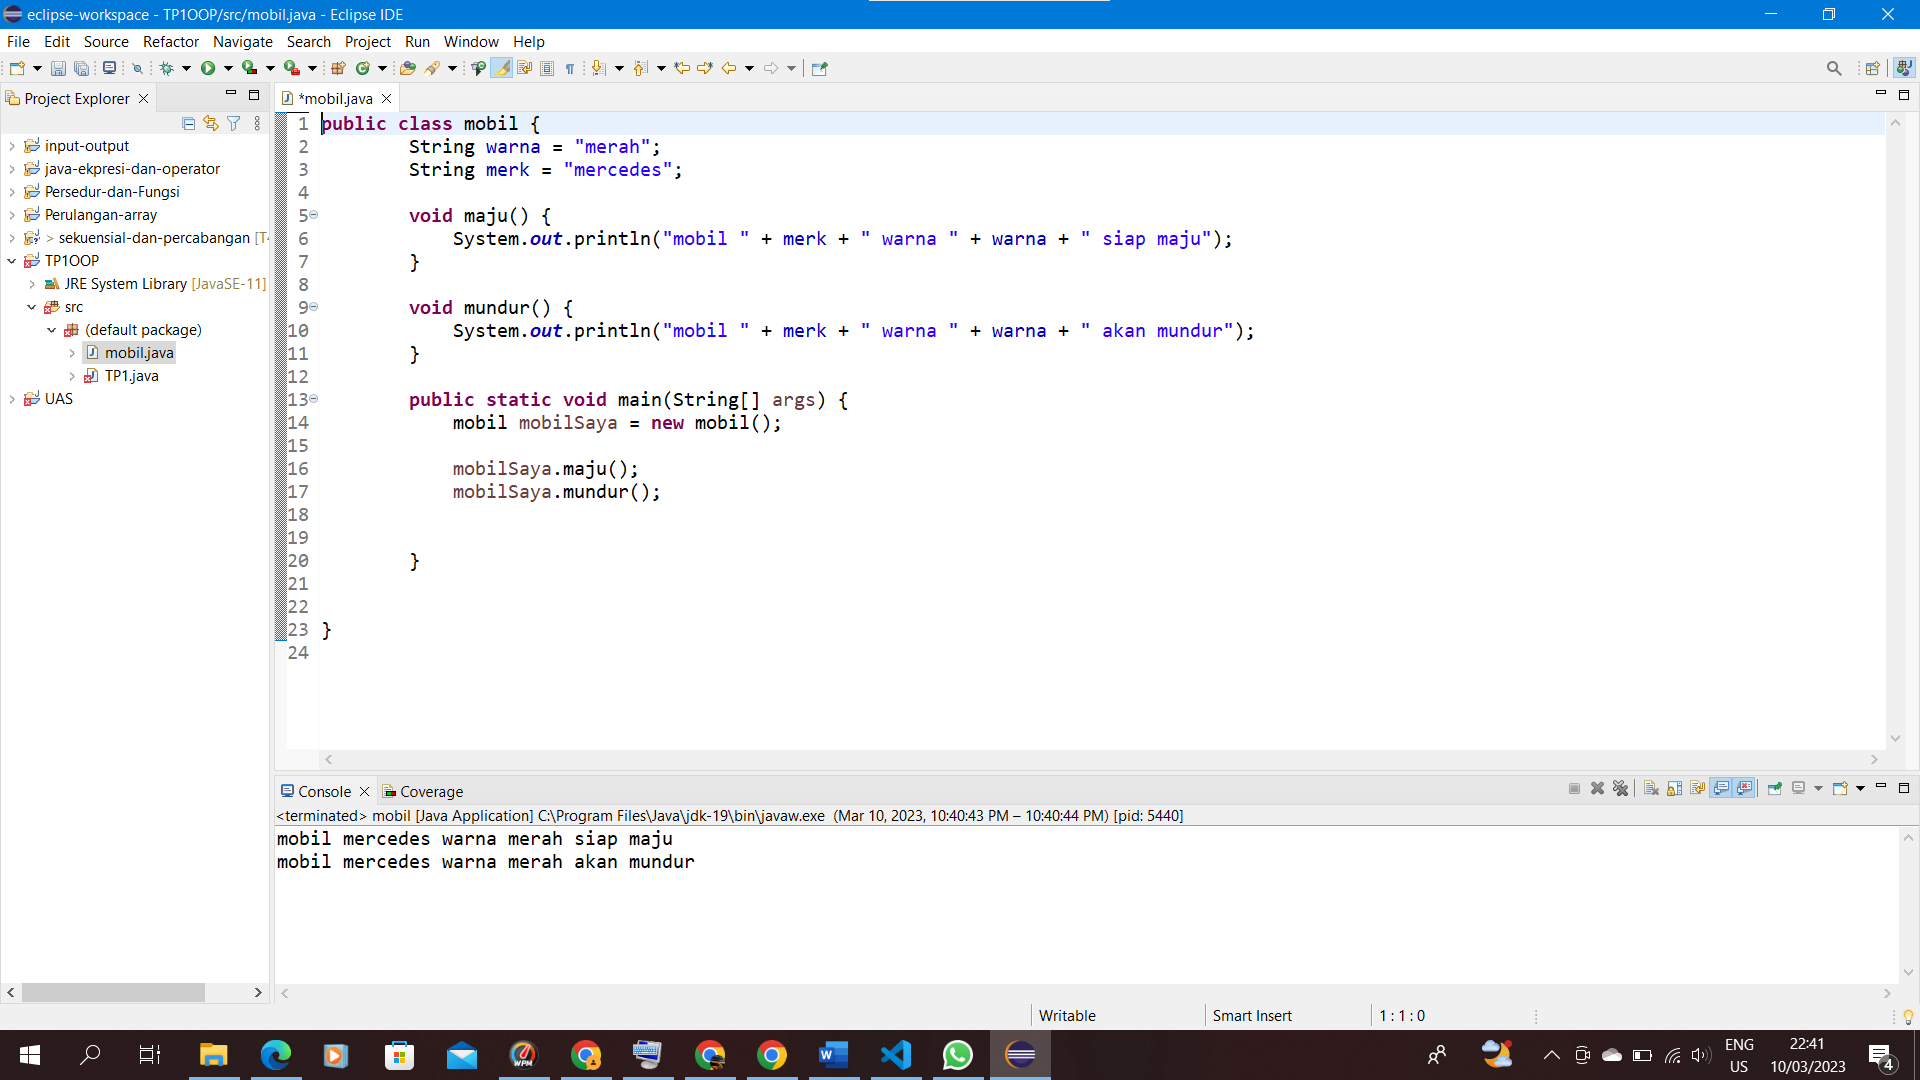 eclipse-workspace - TP1OOP/src/mobil.java - Eclipse IDE
File Edit Source Refactor Navigate Search Project Run Window Help
Project Explorer
input-output
java-ekpresi-dan-operator
Persedur-dan-Fungsi
Perulangan-array
> sekuensial-dan-percabangan [T
TP1OOP
JRE System Library [JavaSE-11]
src
(default package)
mobil.java
TP1.java
UAS
*mobil.java
1 public class mobil {
2 String warna = "merah";
3 String merk = "mercedes";
4
5 void maju() {
6 System.out.println("mobil " + merk + " warna " + warna + " siap maju");
7 }
8
9 void mundur() {
10 System.out.println("mobil " + merk + " warna " + warna + " akan mundur");
11 }
12
13 public static void main(String[] args) {
14 mobil mobilSaya = new mobil();
15
16 mobilSaya.maju();
17 mobilSaya.mundur();
18
19
20 }
21
22
23 }
24
Console Coverage
<terminated> mobil [Java Application] C:\Program Files\Java\jdk-19\bin\javaw.exe (Mar 10, 2023, 10:40:43 PM – 10:40:44 PM) [pid: 5440]
mobil mercedes warna merah siap maju
mobil mercedes warna merah akan mundur
Writable Smart Insert 1 : 1 : 0
WPM
ENG
US
22:41
10/03/2023
4